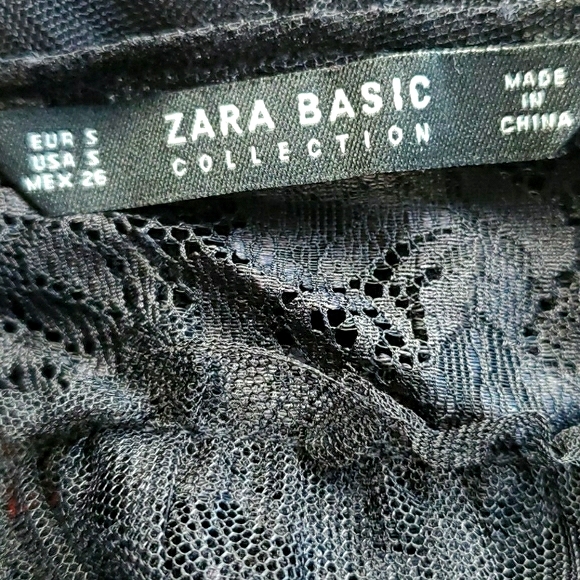 EUR S
USA S
MEX 26
ZARA BASIC
COLLECTION
MADE
IN
CHINA